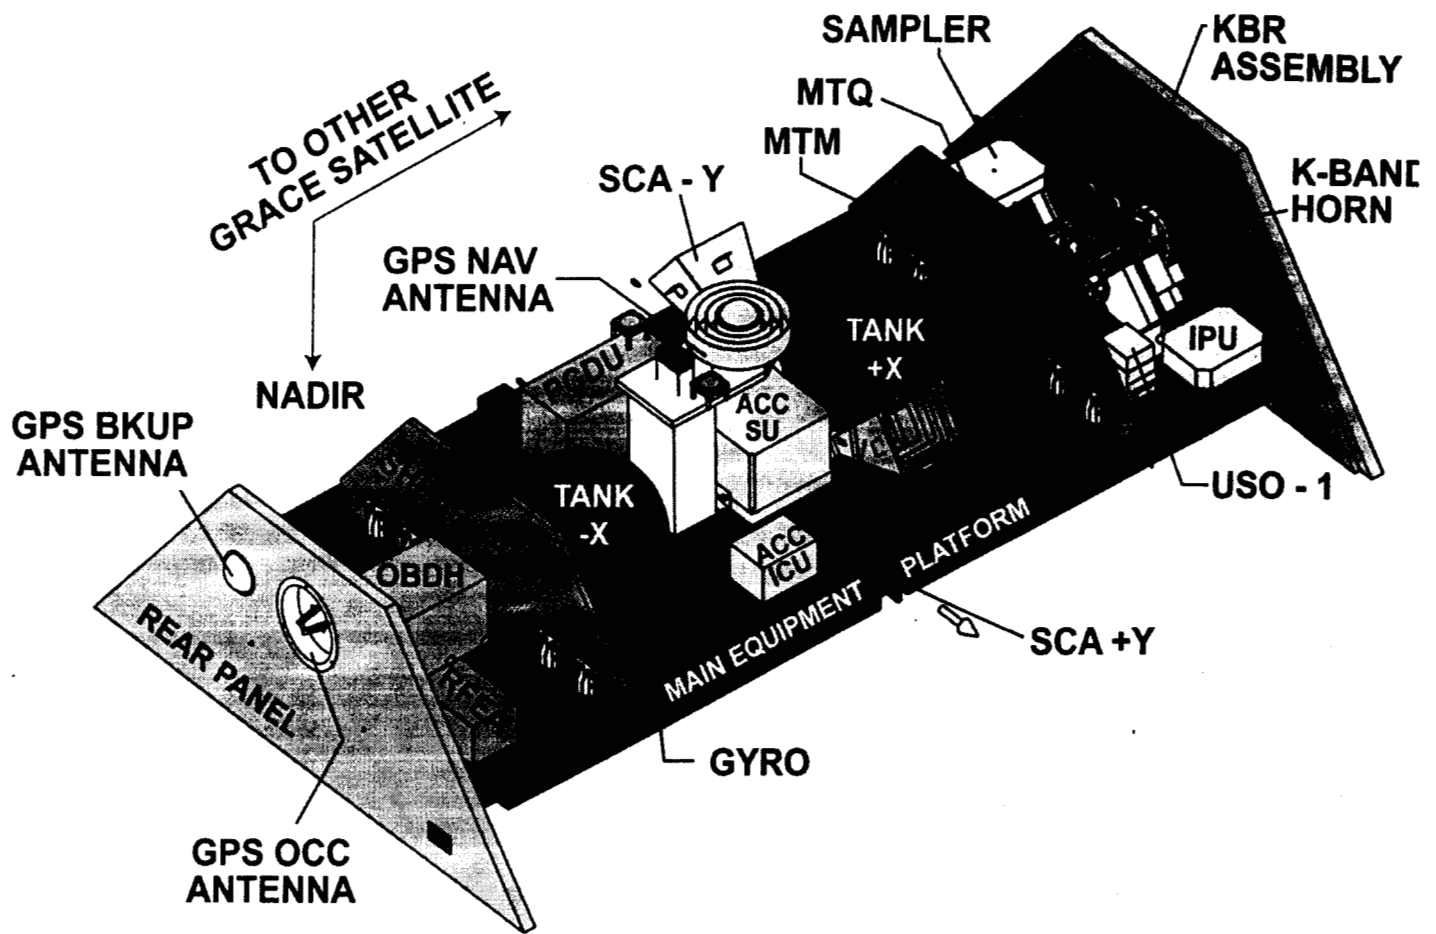 SAMPLER
KBR
ASSEMBLY
MTQ
MTM
K-BAND
HORN
TO OTHER
GRACE SATELLITE
SCA - Y
GPS NAV
ANTENNA
NADIR
TANK
+X
IPU
ACC
SU
GPS BKUP
ANTENNA
USO - 1
TANK
-X
ACC
ICU
OBDH
MAIN EQUIPMENT PLATFORM
SCA +Y
REAR PANEL
RFEA
GYRO
GPS OCC
ANTENNA